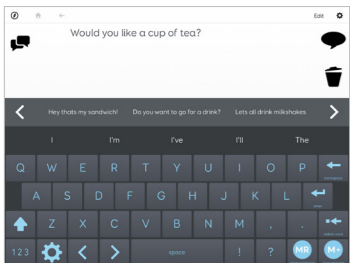 Edit
Would you like a cup of tea?
Hey thats my sandwich! Do you want to go for a drink? Lets all drink milkshakes
I I'm I've I'll The
Q W E R T Y U I O P
A S D F G H J K L
Z X C V B N M , .
123 space ! ? MR M+